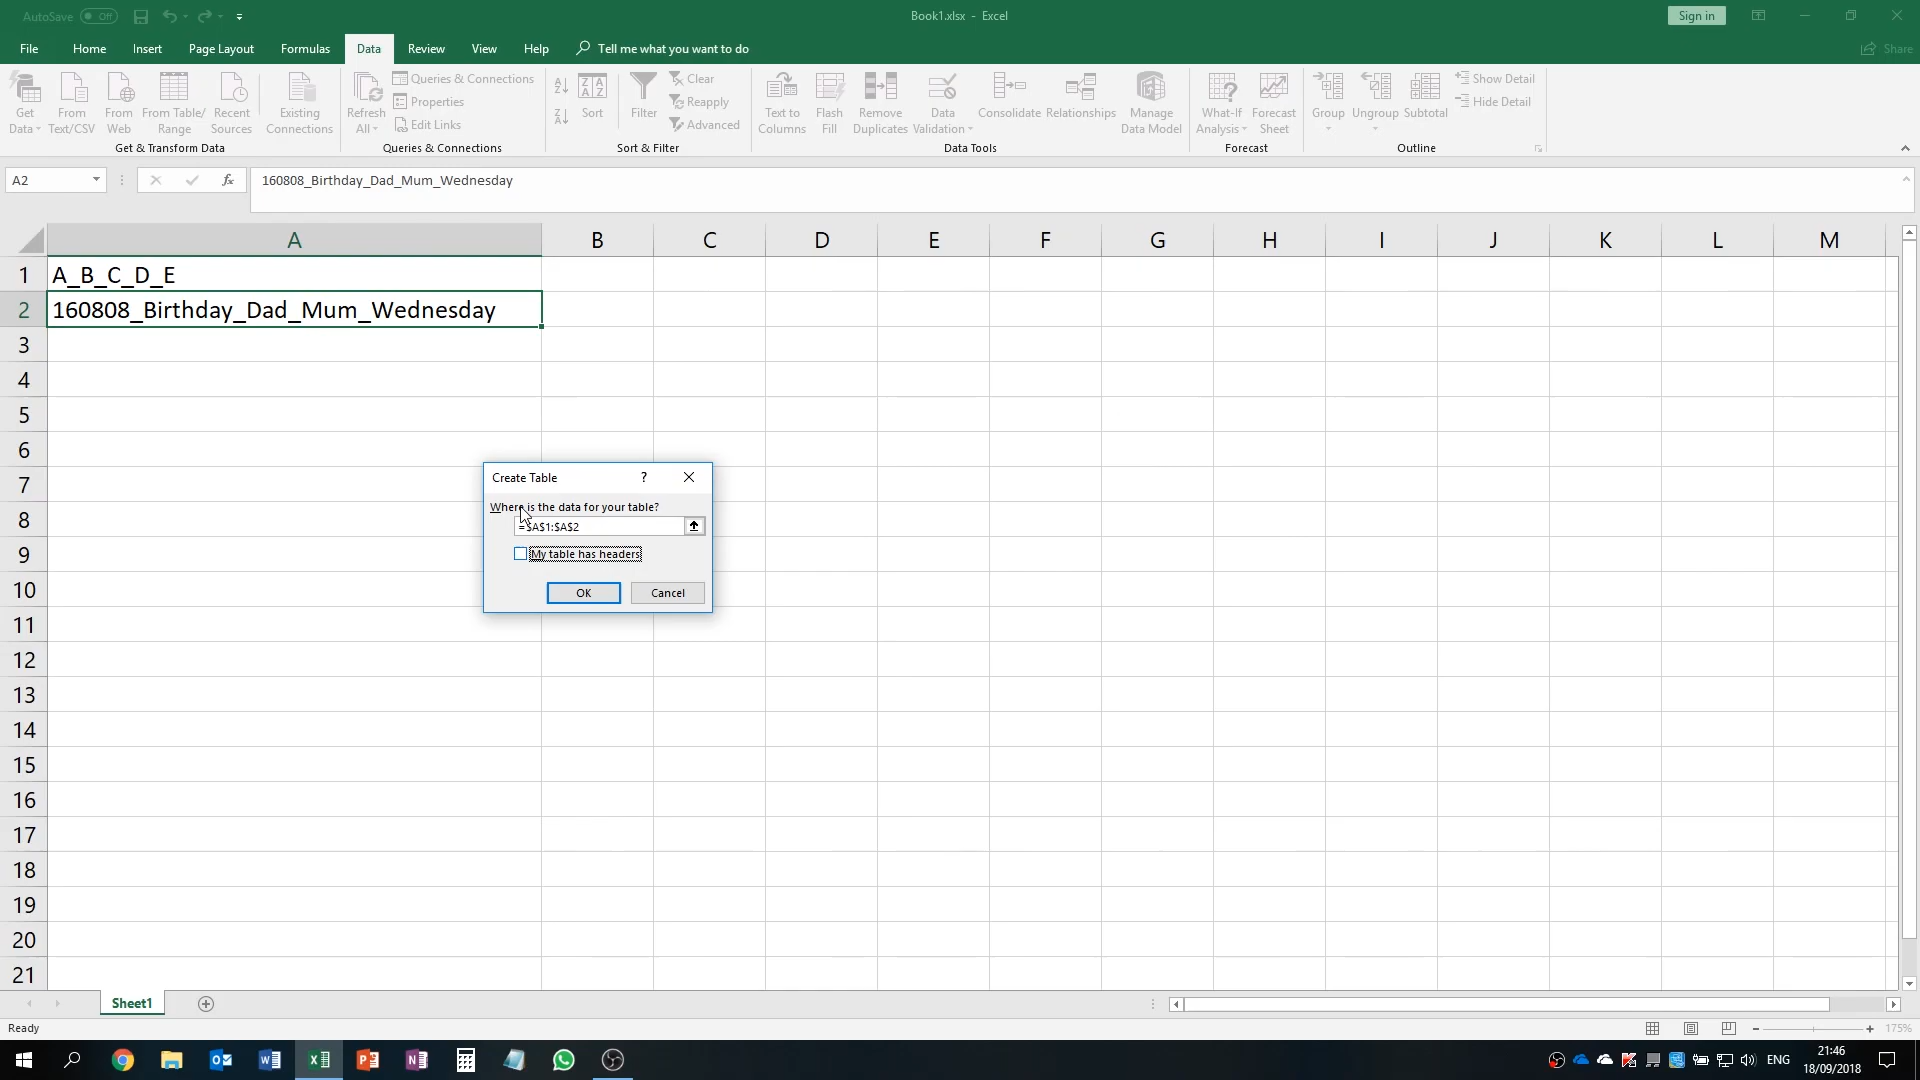 AutoSave Off
Book1.xlsx - Excel
Sign in
File Home Insert Page Layout Formulas Data Review View Help Tell me what you want to do
Share
Get Data
From Text/CSV
From Web
From Table/ Range
Recent Sources
Existing Connections
Get & Transform Data
Refresh All
Queries & Connections
Properties
Edit Links
Queries & Connections
Sort
Filter
Clear
Reapply
Advanced
Sort & Filter
Text to Columns
Flash Fill
Remove Duplicates
Data Validation
Consolidate
Relationships
Manage Data Model
Data Tools
What-If Analysis
Forecast Sheet
Forecast
Group
Ungroup
Subtotal
Show Detail
Hide Detail
Outline
A2
fx
160808_Birthday_Dad_Mum_Wednesday
A B C D E F G H I J K L M
1 A_B_C_D_E
2 160808_Birthday_Dad_Mum_Wednesday
3
4
5
6
7
8
9
10
11
12
13
14
15
16
17
18
19
20
21
Create Table ?
Where is the data for your table?
=$A$1:$A$2
My table has headers
OK Cancel
Sheet1
Ready
175%
ENG
21:46
18/09/2018